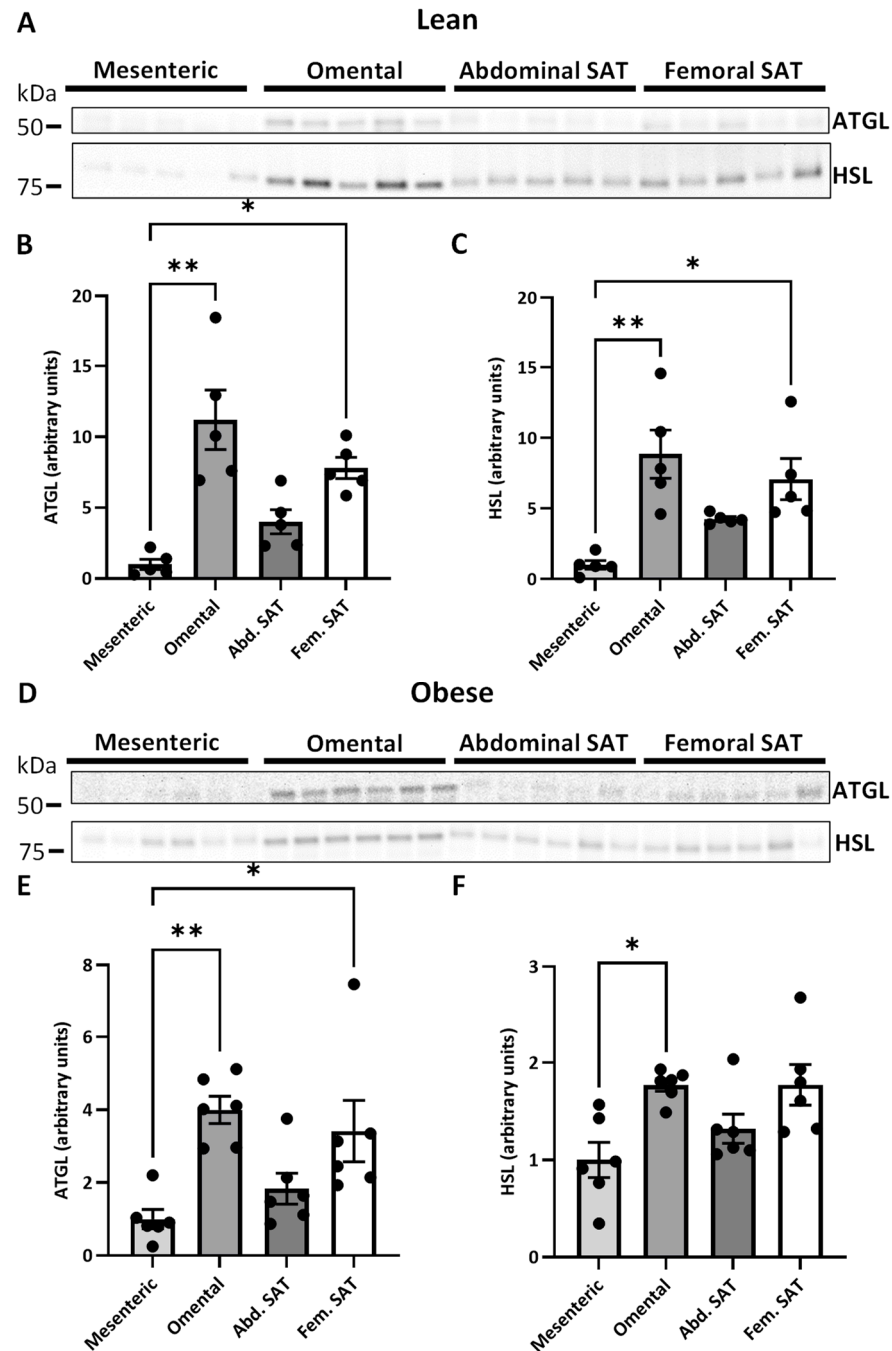 A
Lean
Mesenteric Omental Abdominal SAT Femoral SAT
kDa
50 ATGL
75 HSL
B
ATGL (arbitrary units)
20
15
10
5
0
** *
Mesenteric Omental Abd. SAT Fem. SAT
C
HSL (arbitrary units)
20
15
10
5
0
** *
Mesenteric Omental Abd. SAT Fem. SAT
D
Obese
Mesenteric Omental Abdominal SAT Femoral SAT
kDa
50 ATGL
75 HSL
E
ATGL (arbitrary units)
8
6
4
2
0
** *
Mesenteric Omental Abd. SAT Fem. SAT
F
HSL (arbitrary units)
3
2
1
0
*
Mesenteric Omental Abd. SAT Fem. SAT